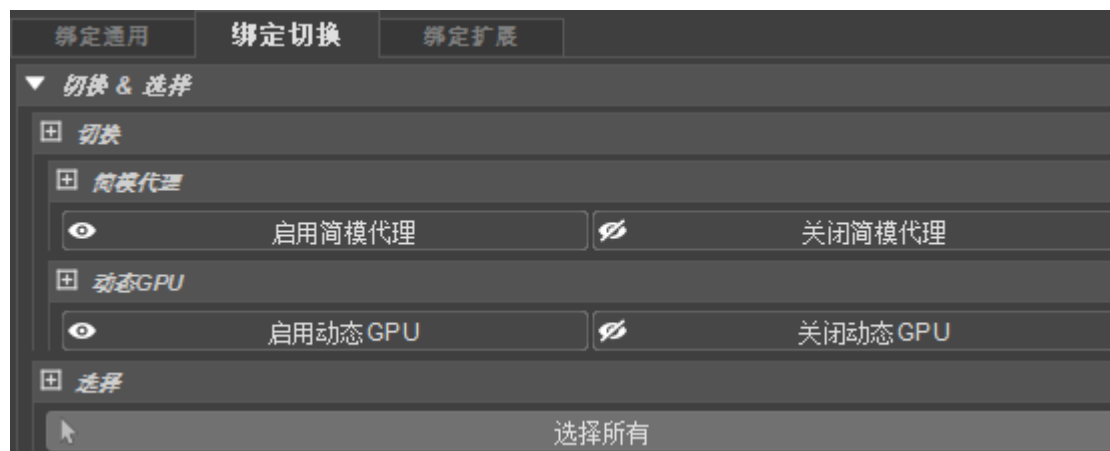 绑定通用 绑定切换 绑定扩展
切换 & 选择
切换
简模代理
启用简模代理 关闭简模代理
动态GPU
启用动态GPU 关闭动态GPU
选择
选择所有